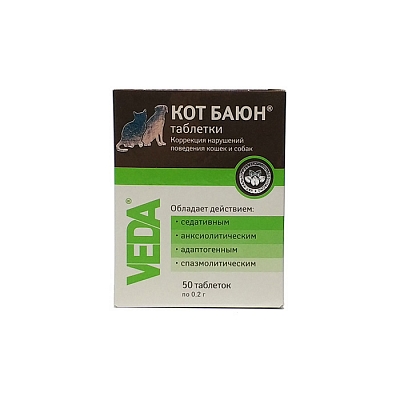 КОТ БАЮН®
таблетки
Коррекция нарушений
поведения кошек и собак
VEDA®
Обладает действием:
• седативным
• анксиолитическим
• адаптогенным
• спазмолитическим
50 таблеток
по 0.2 г